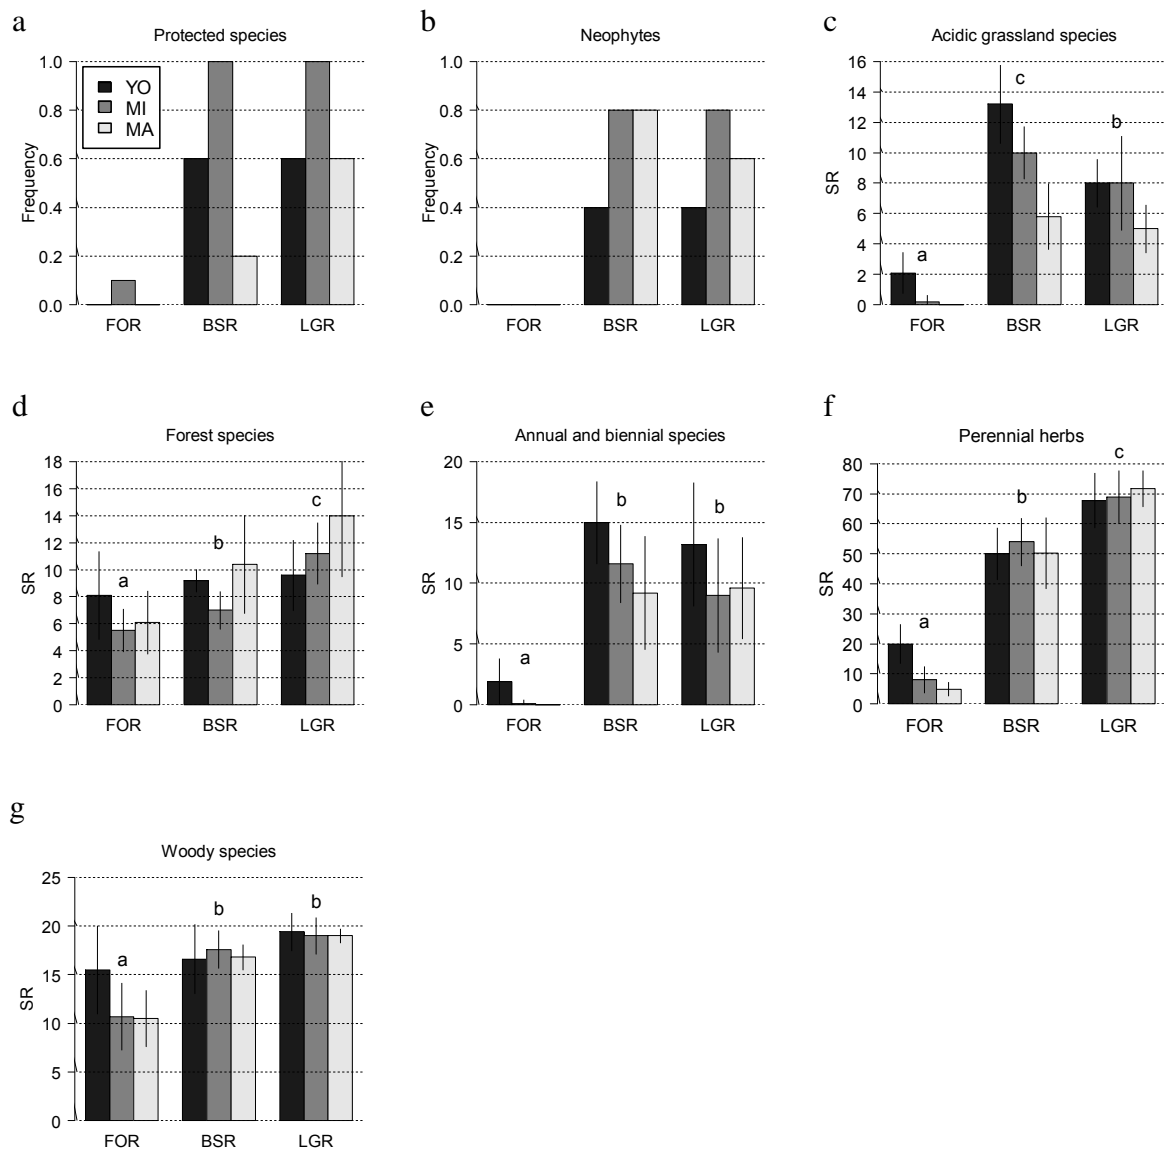 a
Protected species
Frequency
1.0
0.8
0.6
0.4
0.2
0.0
YO
MI
MA
FOR BSR LGR
b
Neophytes
Frequency
1.0
0.8
0.6
0.4
0.2
0.0
FOR BSR LGR
c
Acidic grassland species
SR
16
14
12
10
8
6
4
2
0
a
c
b
FOR BSR LGR
d
Forest species
SR
18
16
14
12
10
8
6
4
2
0
a
b
c
FOR BSR LGR
e
Annual and biennial species
SR
20
15
10
5
0
a
b
b
FOR BSR LGR
f
Perennial herbs
SR
80
70
60
50
40
30
20
10
0
a
b
c
FOR BSR LGR
g
Woody species
SR
25
20
15
10
5
0
a
b
b
FOR BSR LGR